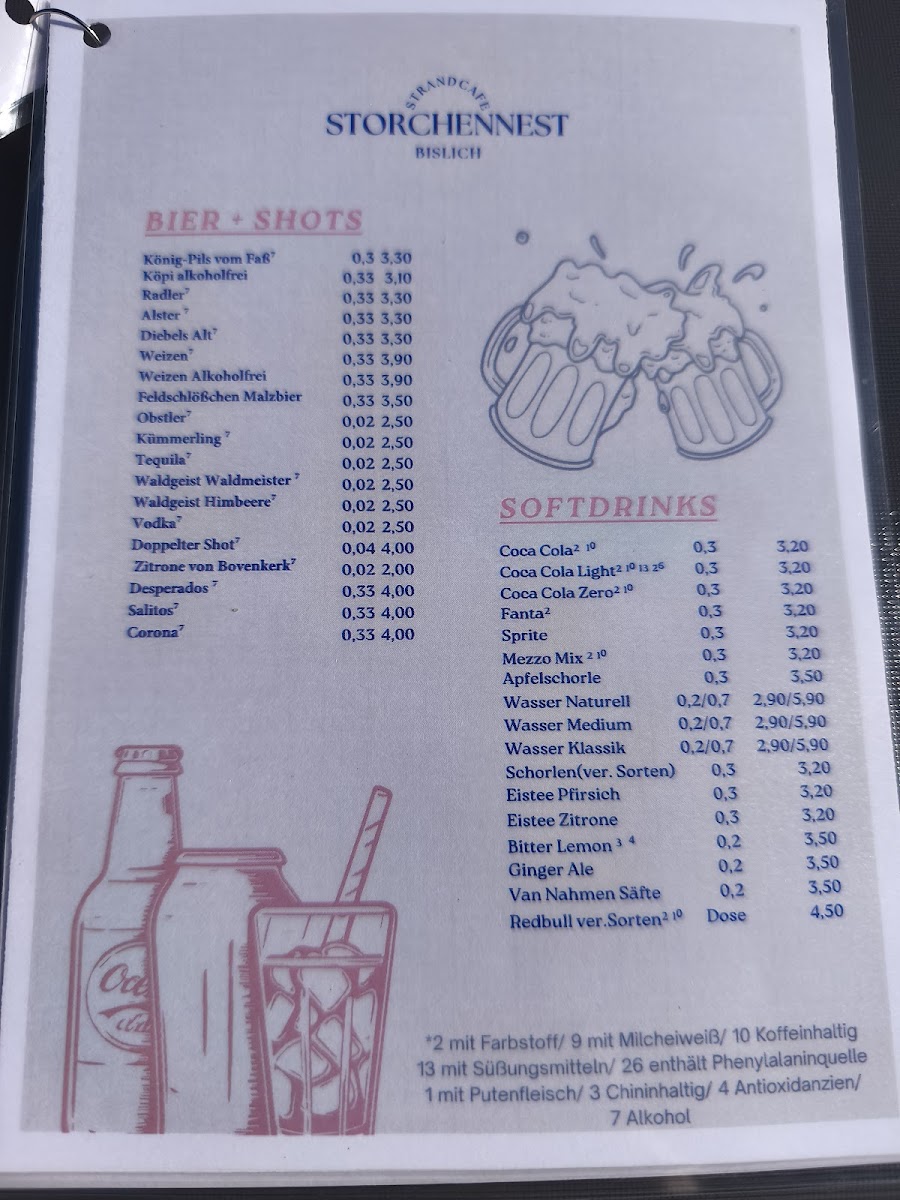 STRANDCAFE
STORCHENNEST
BISLICH
BIER + SHOTS
König-Pils vom Faß⁷ 0,3 3,30
Köpi alkoholfrei 0,33 3,10
Radler⁷ 0,33 3,30
Alster ⁷ 0,33 3,30
Diebels Alt⁷ 0,33 3,30
Weizen⁷ 0,33 3,90
Weizen Alkoholfrei 0,33 3,90
Feldschlößchen Malzbier 0,33 3,50
Obstler⁷ 0,02 2,50
Kümmerling ⁷ 0,02 2,50
Tequila⁷ 0,02 2,50
Waldgeist Waldmeister ⁷ 0,02 2,50
Waldgeist Himbeere⁷ 0,02 2,50
Vodka⁷ 0,02 2,50
Doppelter Shot⁷ 0,04 4,00
Zitrone von Bovenkerk⁷ 0,02 2,00
Desperados ⁷ 0,33 4,00
Salitos⁷ 0,33 4,00
Corona⁷ 0,33 4,00
SOFTDRINKS
Coca Cola² ¹⁰ 0,3 3,20
Coca Cola Light² ¹⁰ ¹³ ²⁶ 0,3 3,20
Coca Cola Zero² ¹⁰ 0,3 3,20
Fanta² 0,3 3,20
Sprite 0,3 3,20
Mezzo Mix ² ¹⁰ 0,3 3,20
Apfelschorle 0,3 3,50
Wasser Naturell 0,2/0,7 2,90/5,90
Wasser Medium 0,2/0,7 2,90/5,90
Wasser Klassik 0,2/0,7 2,90/5,90
Schorlen(ver. Sorten) 0,3 3,20
Eistee Pfirsich 0,3 3,20
Eistee Zitrone 0,3 3,20
Bitter Lemon ³ ⁴ 0,2 3,50
Ginger Ale 0,2 3,50
Van Nahmen Säfte 0,2 3,50
Redbull ver.Sorten² ¹⁰ Dose 4,50
*2 mit Farbstoff/ 9 mit Milcheiweiß/ 10 Koffeinhaltig
13 mit Süßungsmitteln/ 26 enthält Phenylalaninquelle
1 mit Putenfleisch/ 3 Chininhaltig/ 4 Antioxidanzien/
7 Alkohol